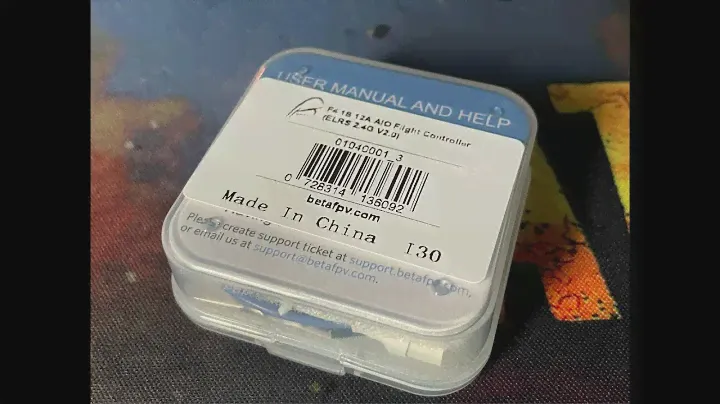 USER MANUAL AND HELP
F4 1S 12A AIO Flight Controller
(ELRS 2.4G V2.0)
01040001_3
0 728314 136092
betafpv.com
Made In China I30
Please create support ticket at support.betafpv.com,
or email us at support@betafpv.com.